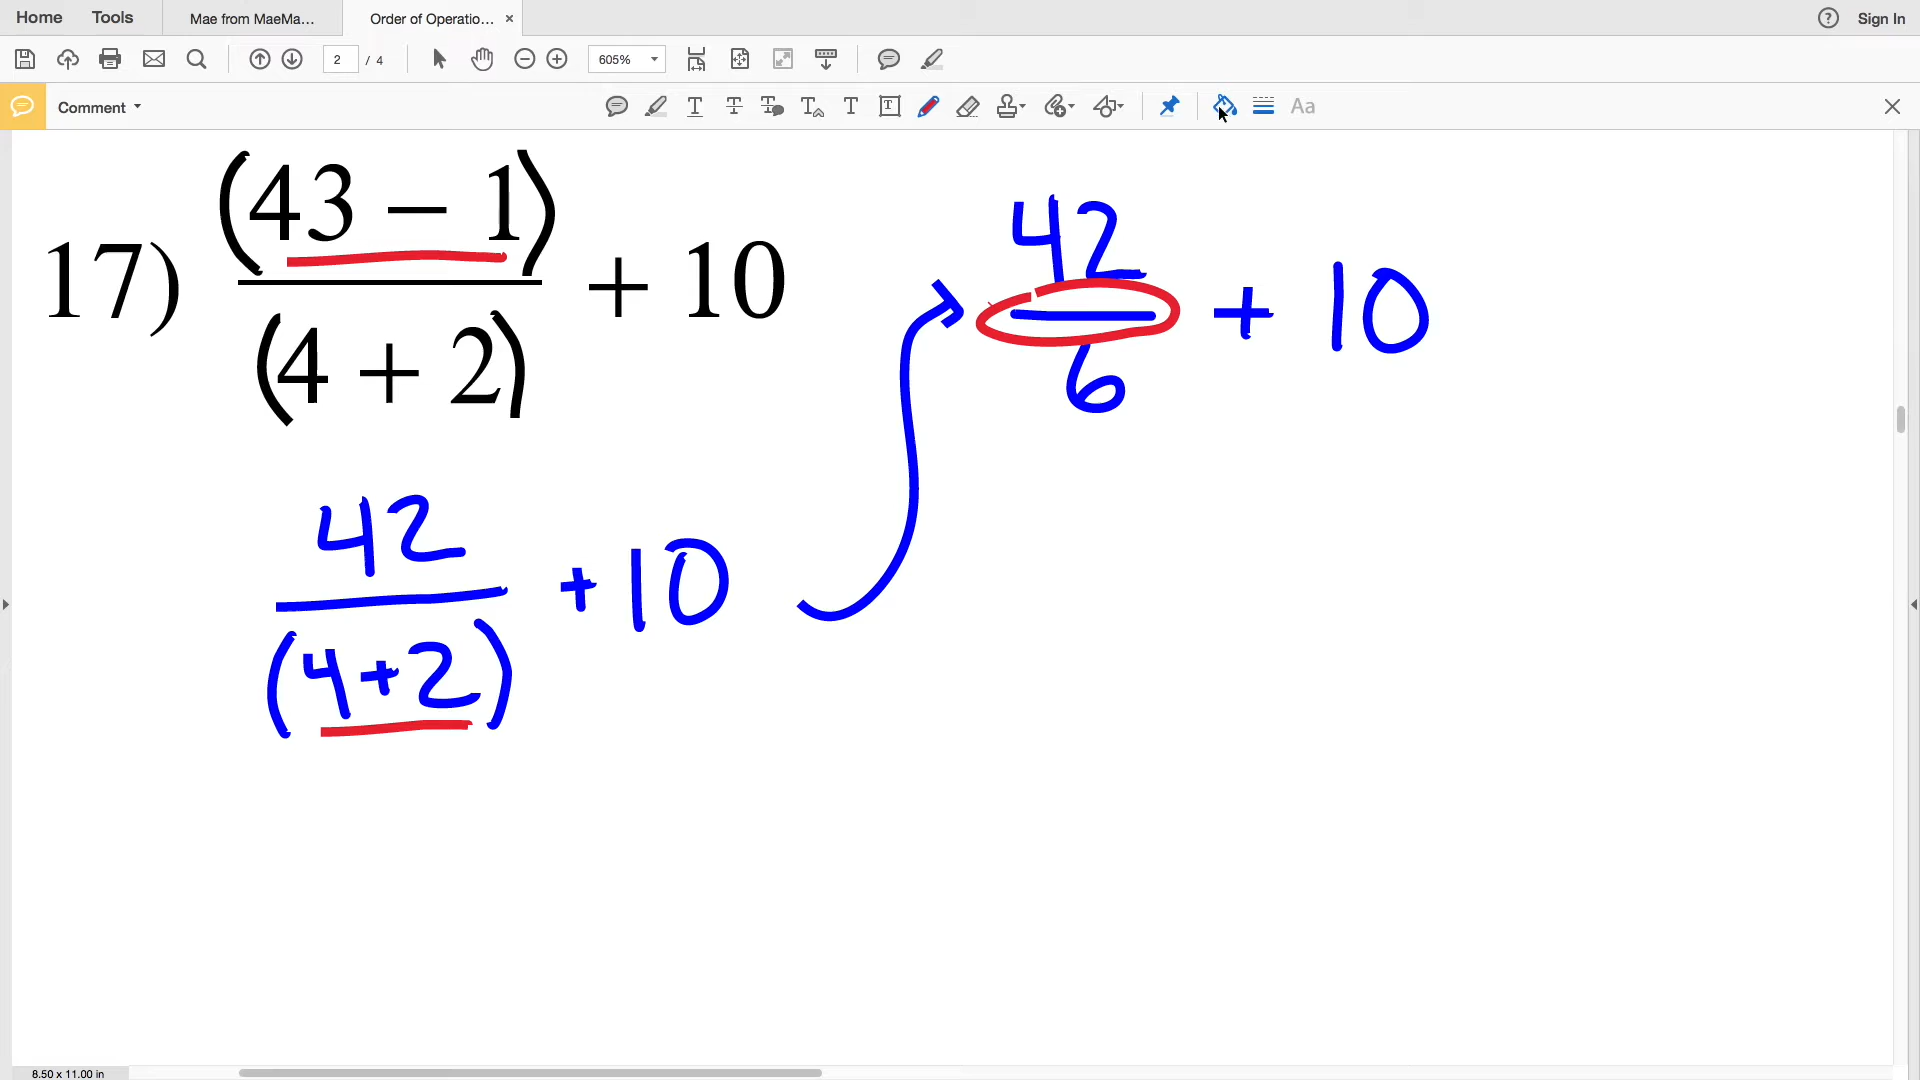 Home Tools Mae from MaeMa... Order of Operatio... × Sign In
2 / 4 605%
Comment Aa
17) (43 − 1) / (4 + 2) + 10
42 / 6 + 10
42 / (4+2) + 10
8.50 x 11.00 in